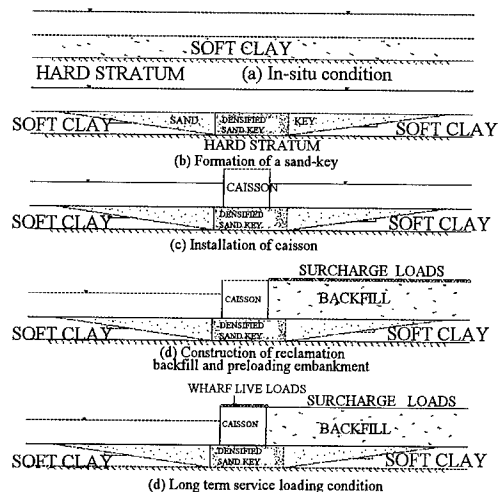 SOFT CLAY
HARD STRATUM (a) In-situ condition
SOFT CLAY SAND DENSIFIED SAND KEY KEY SOFT CLAY
HARD STRATUM
(b) Formation of a sand-key
CAISSON
SOFT CLAY DENSIFIED SAND KEY SOFT CLAY
(c) Installation of caisson
SURCHARGE LOADS
CAISSON BACKFILL
SOFT CLAY DENSIFIED SAND KEY SOFT CLAY
(d) Construction of reclamation
backfill and preloading embankment
WHARF LIVE LOADS
SURCHARGE LOADS
CAISSON BACKFILL
SOFT CLAY DENSIFIED SAND KEY SOFT CLAY
(d) Long term service loading condition